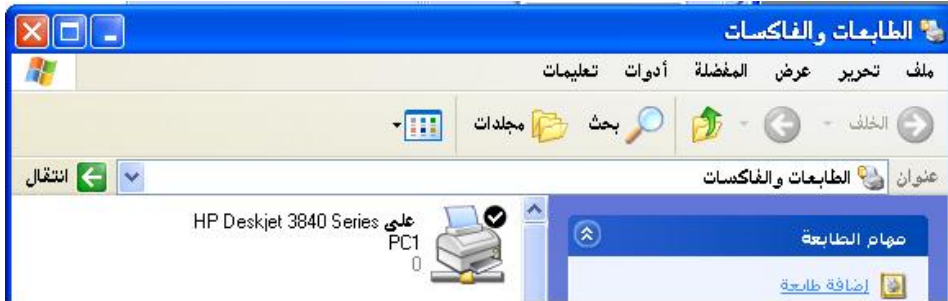 الطابعات والفاكسات
ملف تحرير عرض المفضلة أدوات تعليمات
الخلف بحث مجلدات
عنوان الطابعات والفاكسات انتقال
مهام الطابعة
إضافة طابعة
HP Deskjet 3840 Series على
PC1
0